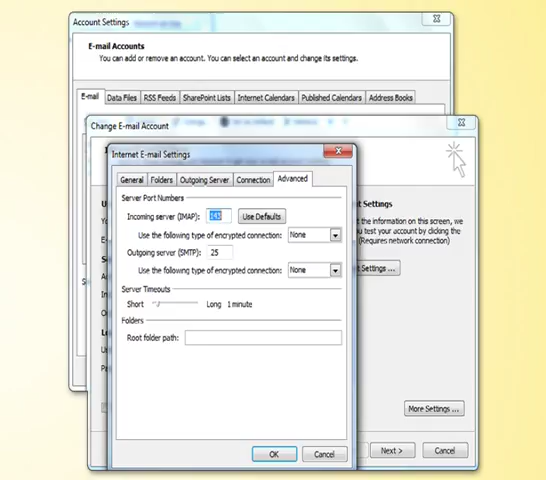 Account Settings
E-mail Accounts
You can add or remove an account. You can select an account and change its settings.
E-mail Data Files RSS Feeds SharePoint Lists Internet Calendars Published Calendars Address Books
Change E-mail Account
Internet E-mail Settings
General Folders Outgoing Server Connection Advanced
Server Port Numbers
Incoming server (IMAP): 143 Use Defaults
Use the following type of encrypted connection: None
Outgoing server (SMTP): 25
Use the following type of encrypted connection: None
Server Timeouts
Short Long 1 minute
Folders
Root folder path:
OK Cancel
t Settings
t the information on this screen, we
you test your account by clicking the
(Requires network connection)
t Settings ...
More Settings ...
Next > Cancel